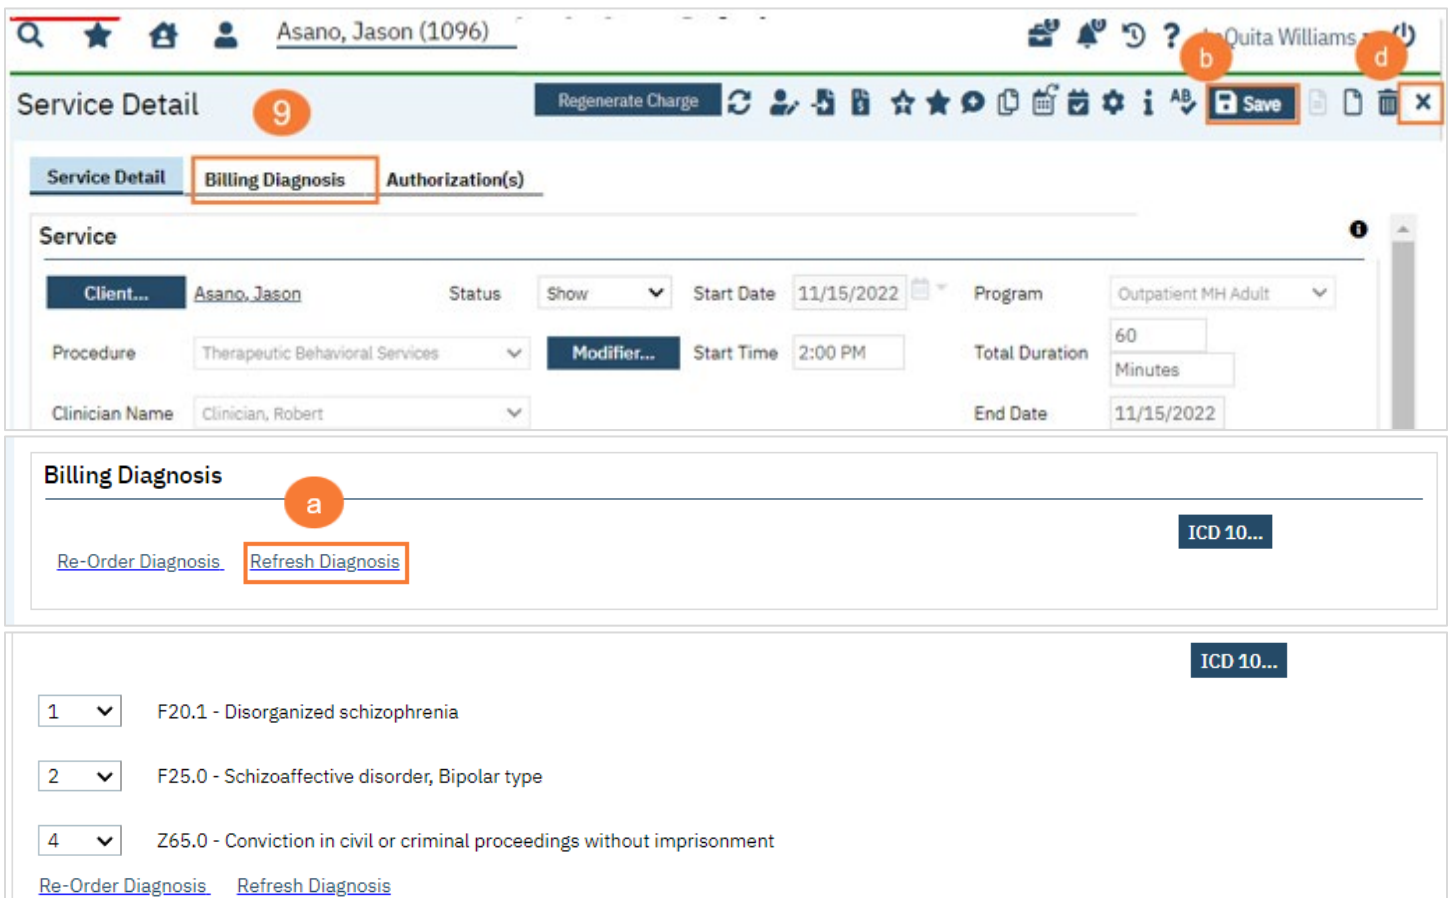 Asano, Jason (1096)
Quita Williams
b
d
Service Detail
9
Regenerate Charge
Save
Service Detail
Billing Diagnosis
Authorization(s)
Service
Client...
Asano, Jason
Status
Show
Start Date
11/15/2022
Program
Outpatient MH Adult
Procedure
Therapeutic Behavioral Services
Modifier...
Start Time
2:00 PM
Total Duration
60
Minutes
Clinician Name
Clinician, Robert
End Date
11/15/2022
Billing Diagnosis
a
ICD 10...
Re-Order Diagnosis
Refresh Diagnosis
ICD 10...
1
F20.1 - Disorganized schizophrenia
2
F25.0 - Schizoaffective disorder, Bipolar type
4
Z65.0 - Conviction in civil or criminal proceedings without imprisonment
Re-Order Diagnosis
Refresh Diagnosis